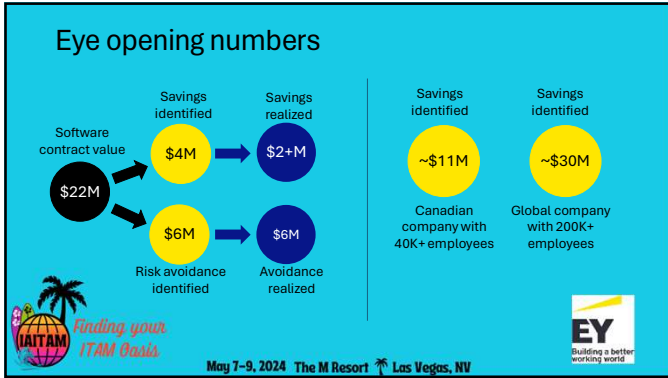 Eye opening numbers
Software
contract value
$22M
Savings
identified
$4M
Savings
realized
$2+M
$6M
Risk avoidance
identified
$6M
Avoidance
realized
Savings
identified
~$11M
Canadian
company with
40K+ employees
Savings
identified
~$30M
Global company
with 200K+
employees
IAITAM
Finding your
ITAM Oasis
May 7-9, 2024 The M Resort Las Vegas, NV
EY
Building a better
working world